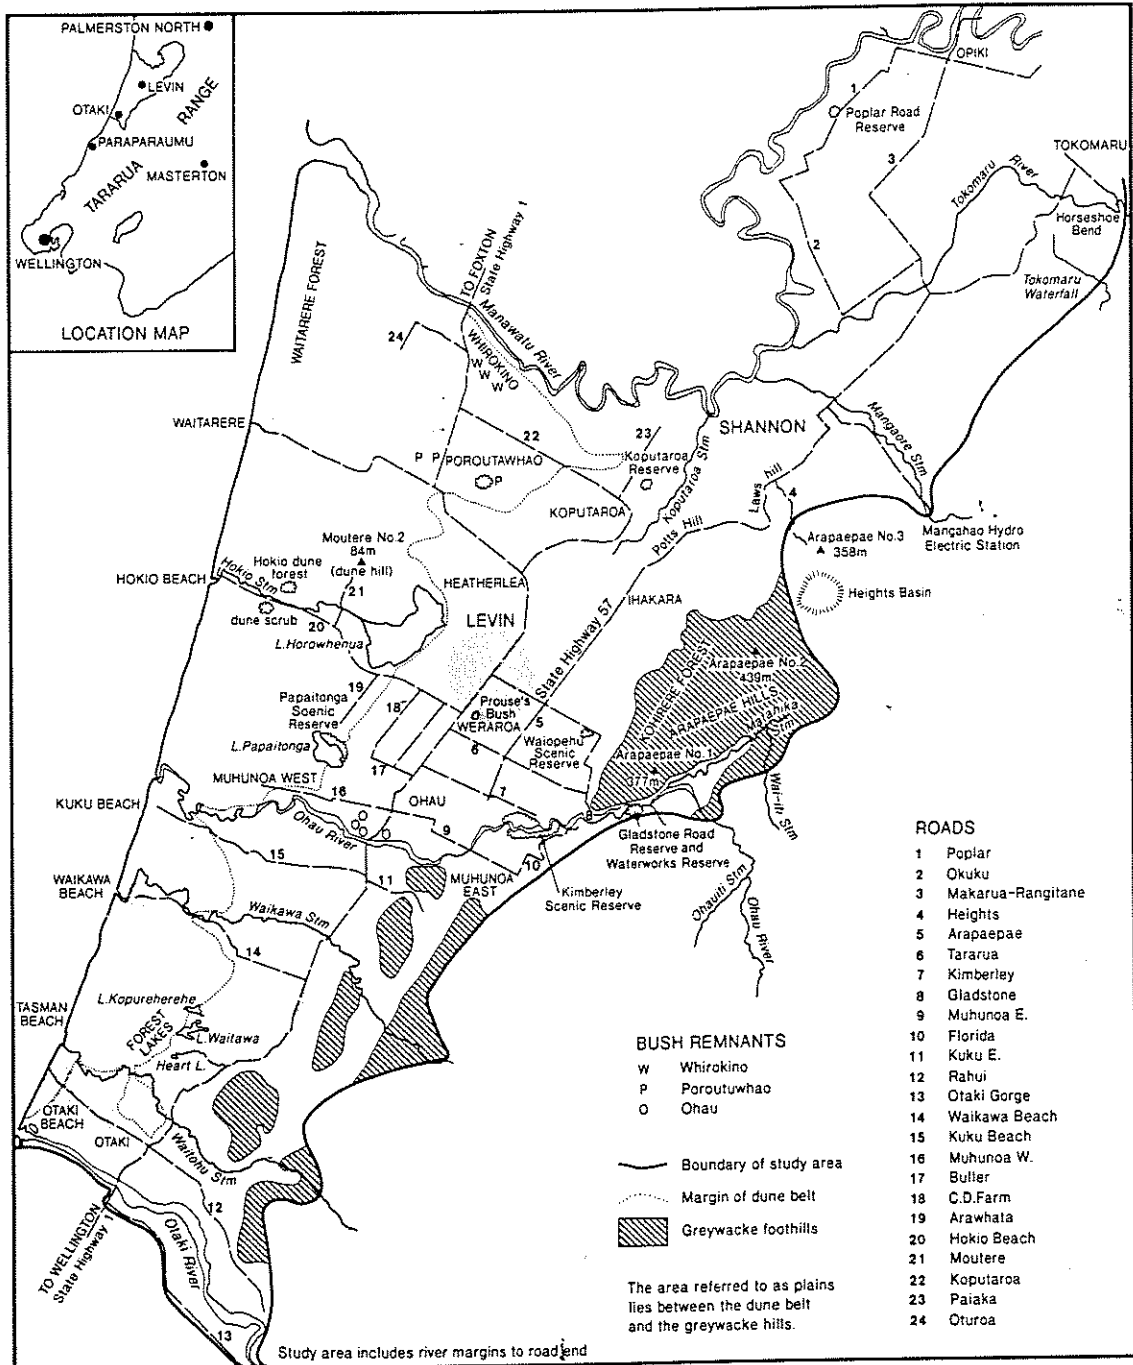 PALMERSTON NORTH
LEVIN
OTAKI
RANGE
PARAPARAUMU
MASTERTON
TARARUA
WELLINGTON
LOCATION MAP
OPIKI
1
Poplar Road
Reserve
3
2
TOKOMARU
Tokomaru
River
Horseshoe
Bend
Tokomaru
Waterfall
TO FOXTON
State Highway 1
WAITARERE FOREST
24
WHIROKINO
W
W
W
Manawatu River
WAITARERE
22
23
Koputaroa
Reserve
Koputaroa Stm
SHANNON
Mangaore Stm
P P
POROUTAWHAO
P
KOPUTAROA
Laws hill
Potts Hill
4
Mangahao Hydro
Electric Station
Arapaepae No.3
358m
Heights Basin
Moutere No.2
84m
(dune hill)
Hokio dune
forest
HOKIO BEACH
Hokio Stm
dune scrub
21
20
HEATHERLEA
LEVIN
L.Horowhenua
IHAKARA
State Highway 57
Arapaepae No.2
439m
KOHITERE FOREST
ARAPAEPAE HILLS
Makahika
Stm
Arapaepae No.1
377m
19
Papaitonga
Scenic
Reserve
18
Prouse's
Bush
WERAROA
5
Waiopehu
Scenic
Reserve
6
L.Papaitonga
17
MUHUNOA WEST
16
7
8
KUKU BEACH
OHAU
9
Ohau River
O
O
O
O
O
Gladstone Road
Reserve and
Waterworks Reserve
10
MUHUNOA
EAST
Kimberley
Scenic Reserve
Ohauiti Stm
Ohau River
15
11
WAIKAWA
BEACH
Waikawa Stm
14
L.Kopureherehe
TASMAN
BEACH
FOREST
LAKES
L.Waitawa
Heart L.
OTAKI
BEACH
OTAKI
Waitohu Stm
12
TO WELLINGTON
State Highway 1
Otaki River
13
Study area includes river margins to road end
BUSH REMNANTS
W Whirokino
P Poroutuwhao
O Ohau
Boundary of study area
Margin of dune belt
Greywacke foothills
The area referred to as plains
lies between the dune belt
and the greywacke hills.
ROADS
1 Poplar
2 Okuku
3 Makarua-Rangitane
4 Heights
5 Arapaepae
6 Tararua
7 Kimberley
8 Gladstone
9 Muhunoa E.
10 Florida
11 Kuku E.
12 Rahui
13 Otaki Gorge
14 Waikawa Beach
15 Kuku Beach
16 Muhunoa W.
17 Buller
18 C.D.Farm
19 Arawhata
20 Hokio Beach
21 Moutere
22 Koputaroa
23 Paiaka
24 Oturoa